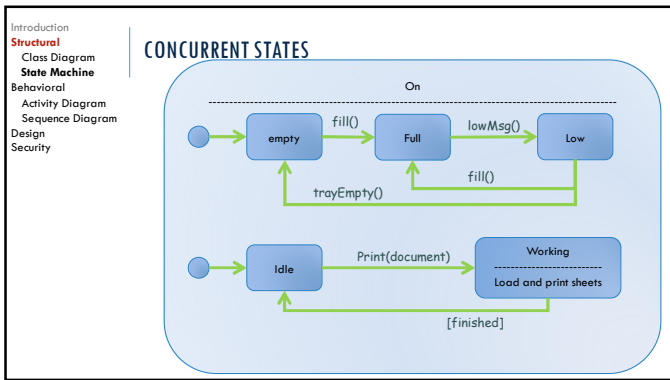 Introduction
Structural
Class Diagram
State Machine
Behavioral
Activity Diagram
Sequence Diagram
Design
Security
CONCURRENT STATES
On
empty
fill()
Full
lowMsg()
Low
fill()
trayEmpty()
Idle
Print(document)
Working
Load and print sheets
[finished]